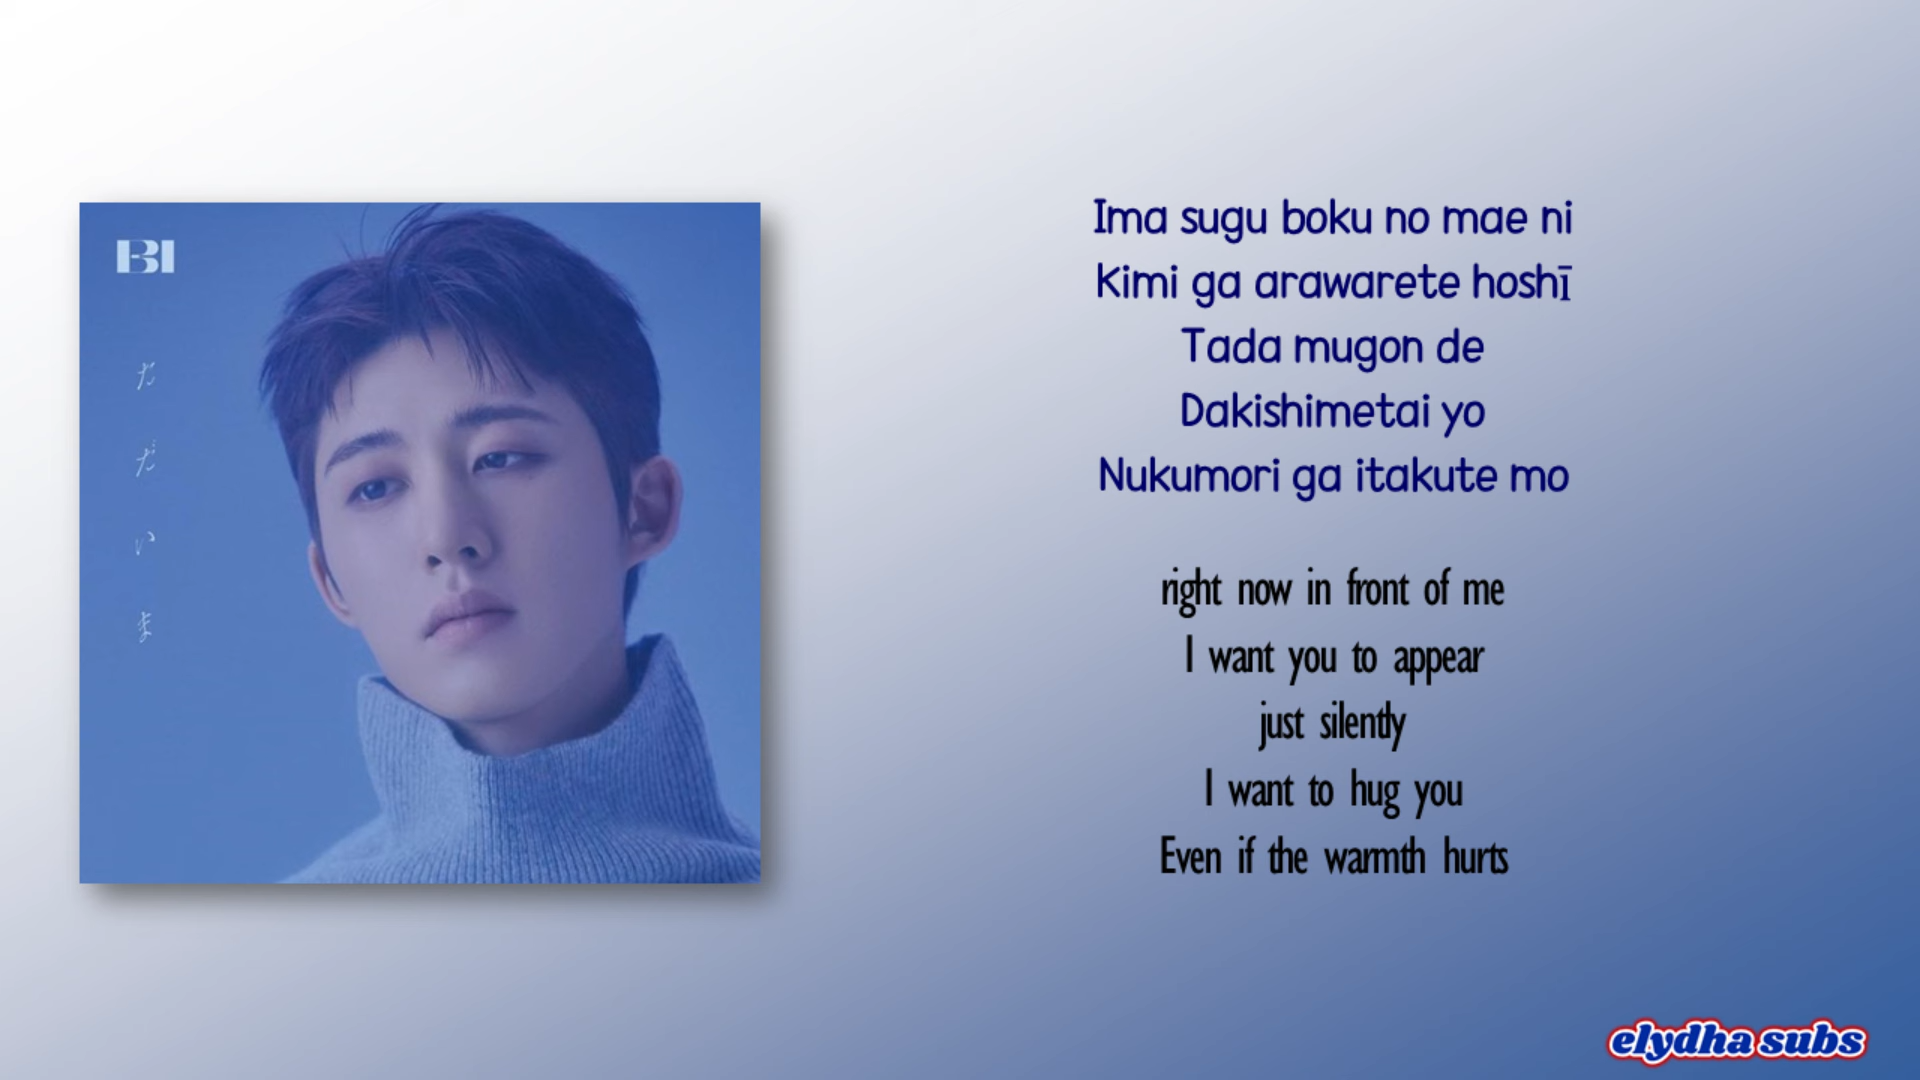 BI
ただいま
Ima sugu boku no mae ni
Kimi ga arawarete hoshī
Tada mugon de
Dakishimetai yo
Nukumori ga itakute mo
right now in front of me
I want you to appear
just silently
I want to hug you
Even if the warmth hurts
elydha subs